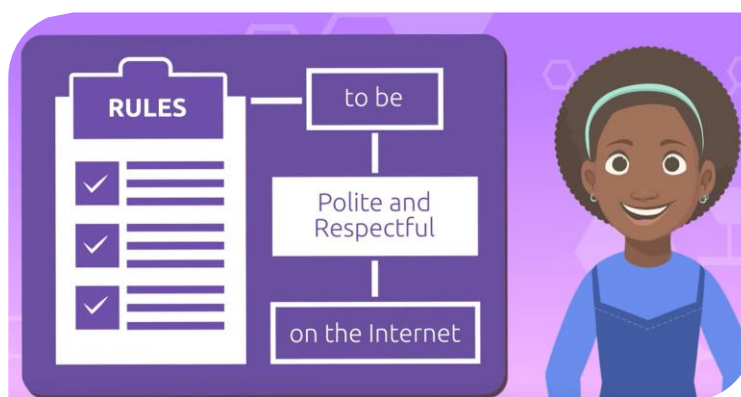 RULES
to be
Polite and
Respectful
on the Internet